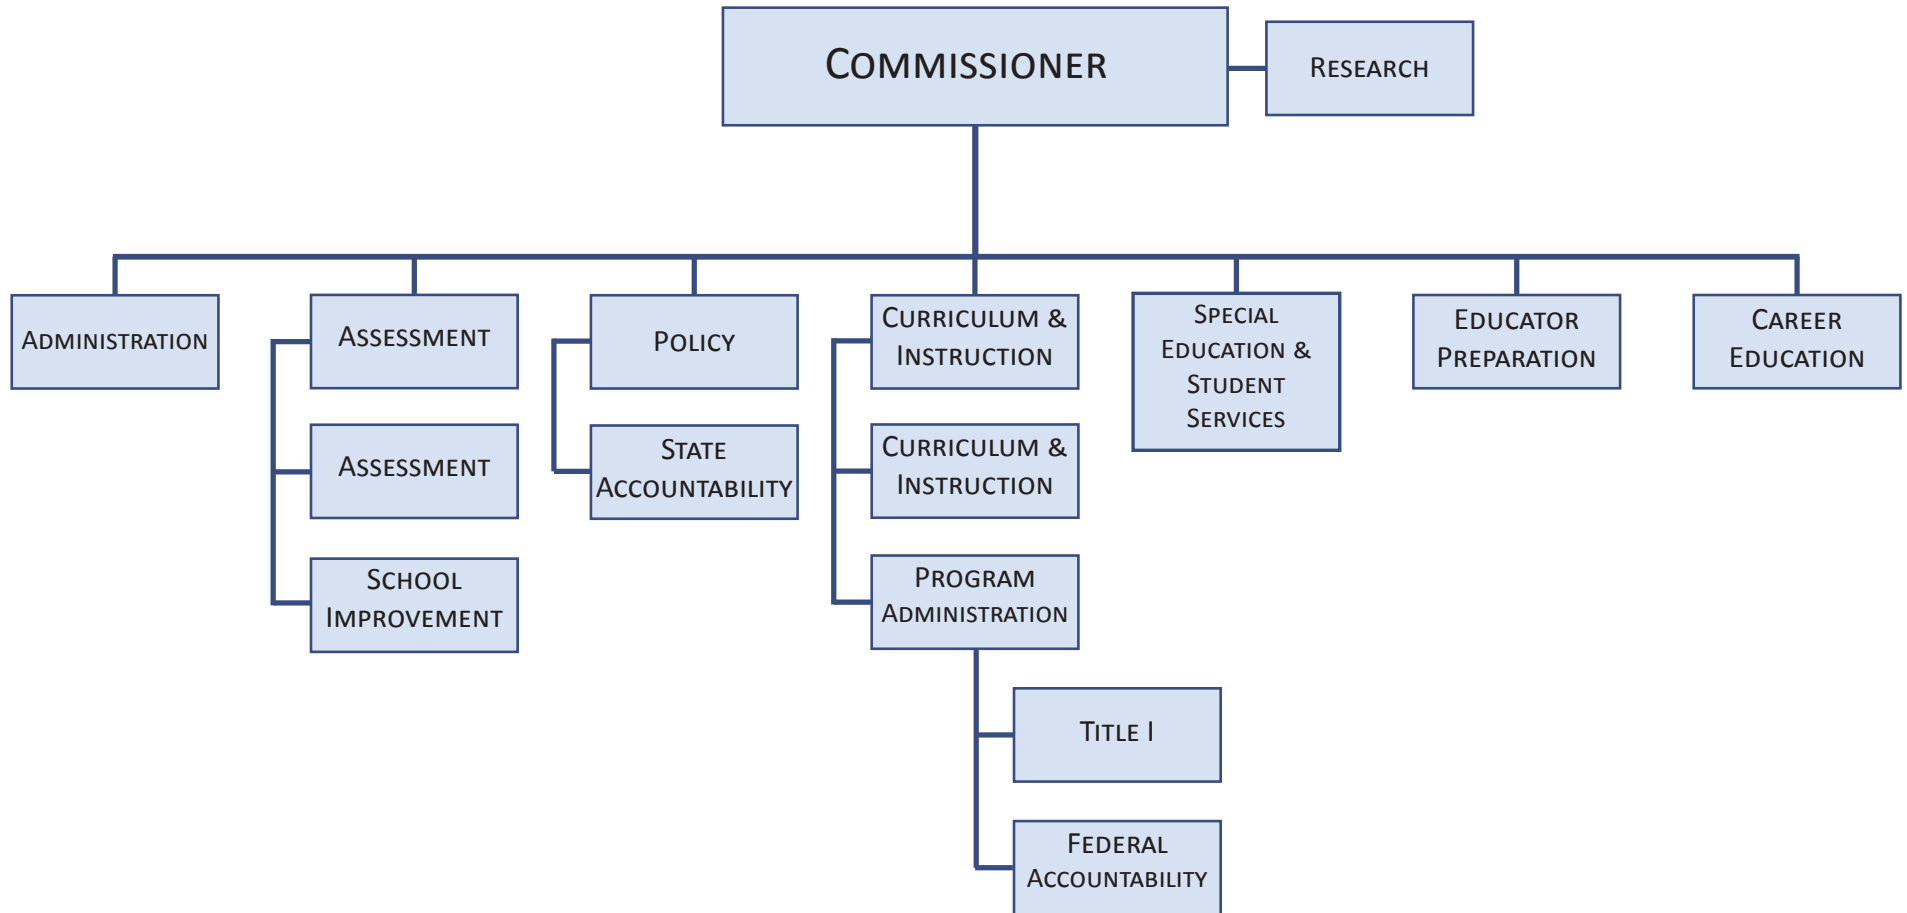 Commissioner
Research
Administration
Assessment
Policy
Curriculum &
Instruction
Special
Education &
Student
Services
Educator
Preparation
Career
Education
Assessment
State
Accountability
Curriculum &
Instruction
School
Improvement
Program
Administration
Title I
Federal
Accountability